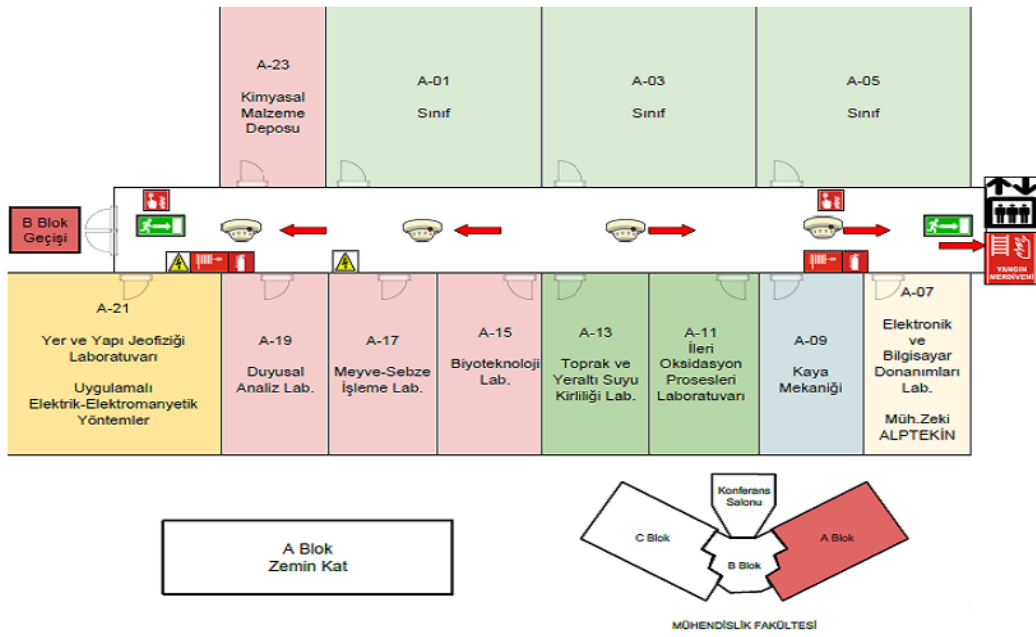 A-23
Kimyasal
Malzeme
Deposu
A-01
Sınıf
A-03
Sınıf
A-05
Sınıf
B Blok
Geçişi
YANGIN
MERDİVENİ
A-21
Yer ve Yapı Jeofiziği
Laboratuvarı
Uygulamalı
Elektrik-Elektromanyetik
Yöntemler
A-19
Duyusal
Analiz Lab.
A-17
Meyve-Sebze
İşleme Lab.
A-15
Biyoteknoloji
Lab.
A-13
Toprak ve
Yeraltı Suyu
Kirliliği Lab.
A-11
İleri
Oksidasyon
Prosesleri
Laboratuvarı
A-09
Kaya
Mekaniği
A-07
Elektronik
ve
Bilgisayar
Donanımları
Lab.
Müh.Zeki
ALPTEKİN
A Blok
Zemin Kat
Konferans
Salonu
C Blok
B Blok
A Blok
MÜHENDİSLİK FAKÜLTESİ